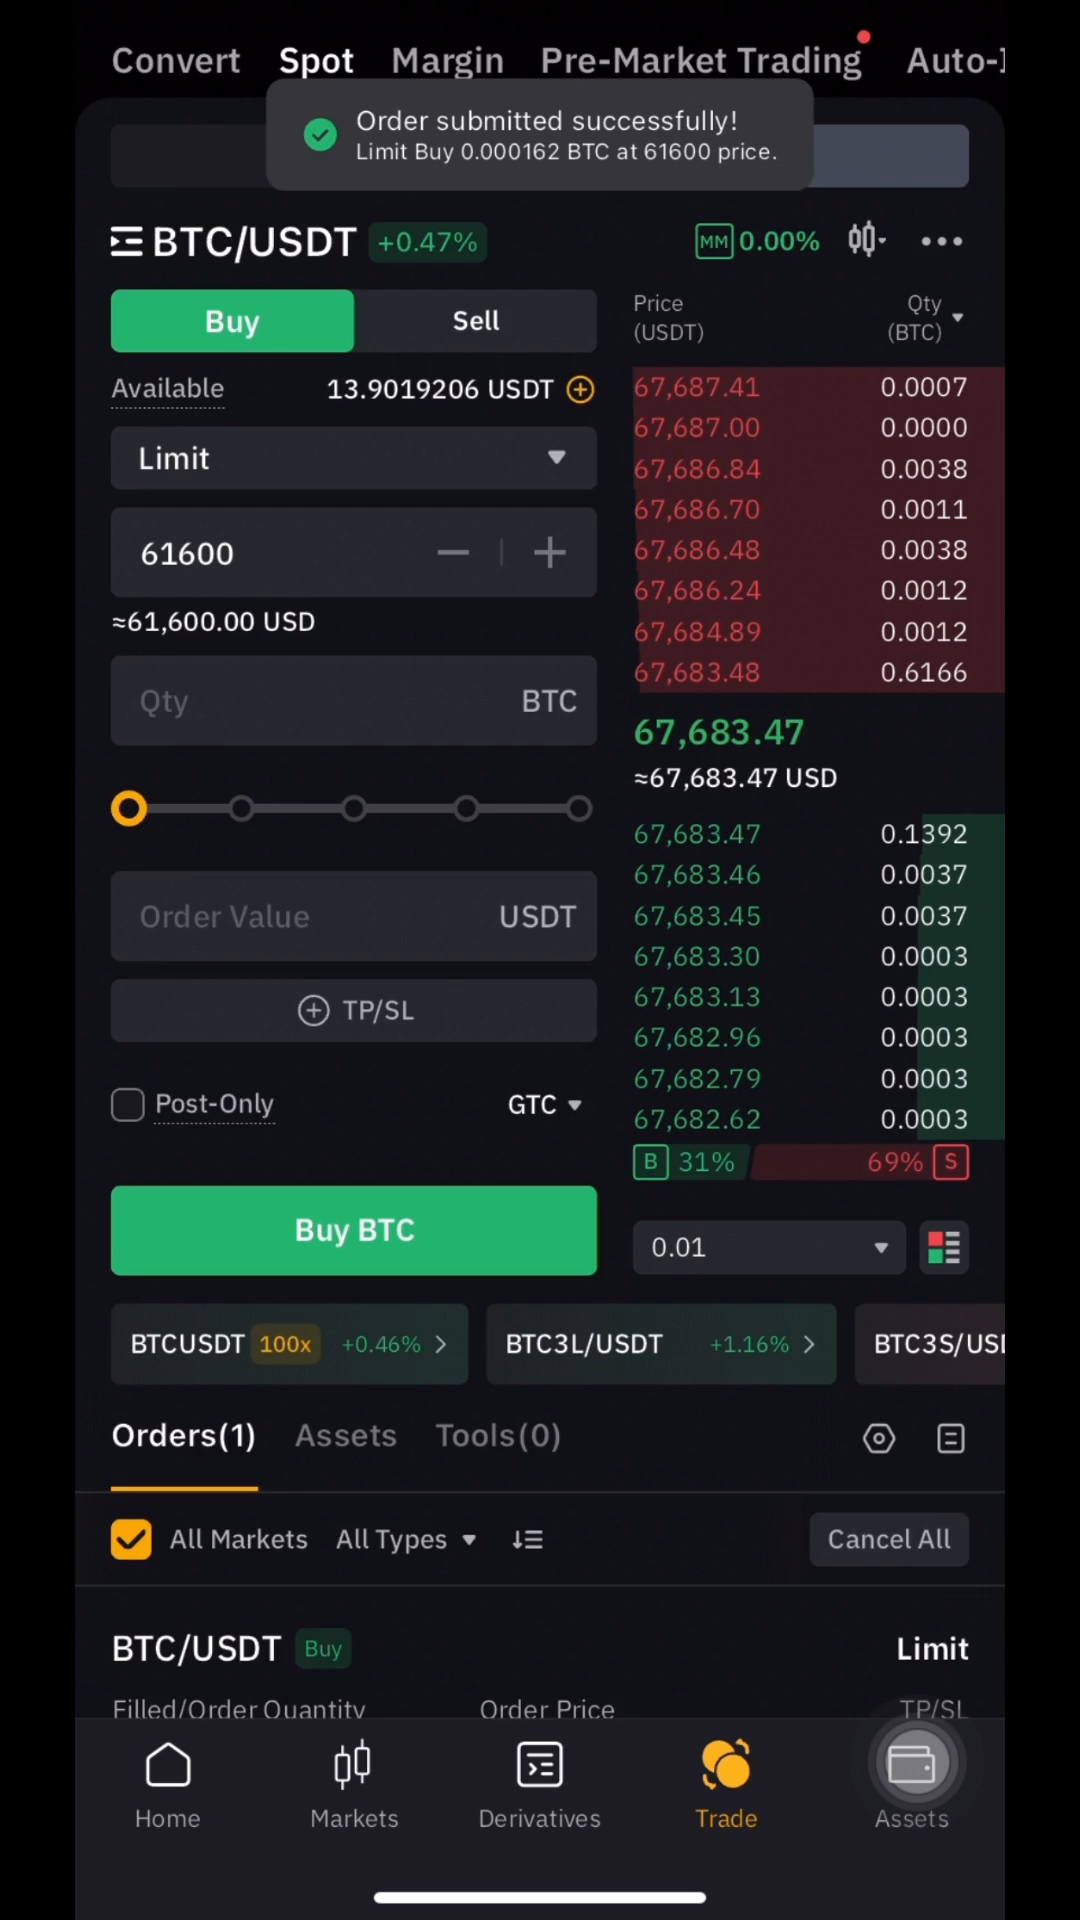 Convert Spot Margin Pre-Market Trading Auto-I
Order submitted successfully!
Limit Buy 0.000162 BTC at 61600 price.
BTC/USDT +0.47% MM 0.00%
Buy Sell
Available 13.9019206 USDT
Limit
61600
≈61,600.00 USD
Qty BTC
Order Value USDT
TP/SL
Post-Only GTC
Buy BTC
Price Qty
(USDT) (BTC)
67,687.41 0.0007
67,687.00 0.0000
67,686.84 0.0038
67,686.70 0.0011
67,686.48 0.0038
67,686.24 0.0012
67,684.89 0.0012
67,683.48 0.6166
67,683.47
≈67,683.47 USD
67,683.47 0.1392
67,683.46 0.0037
67,683.45 0.0037
67,683.30 0.0003
67,683.13 0.0003
67,682.96 0.0003
67,682.79 0.0003
67,682.62 0.0003
B 31% 69% S
0.01
BTCUSDT 100x +0.46% BTC3L/USDT +1.16% BTC3S/USD
Orders(1) Assets Tools(0)
All Markets All Types Cancel All
BTC/USDT Buy Limit
Filled/Order Quantity Order Price TP/SL
Home Markets Derivatives Trade Assets